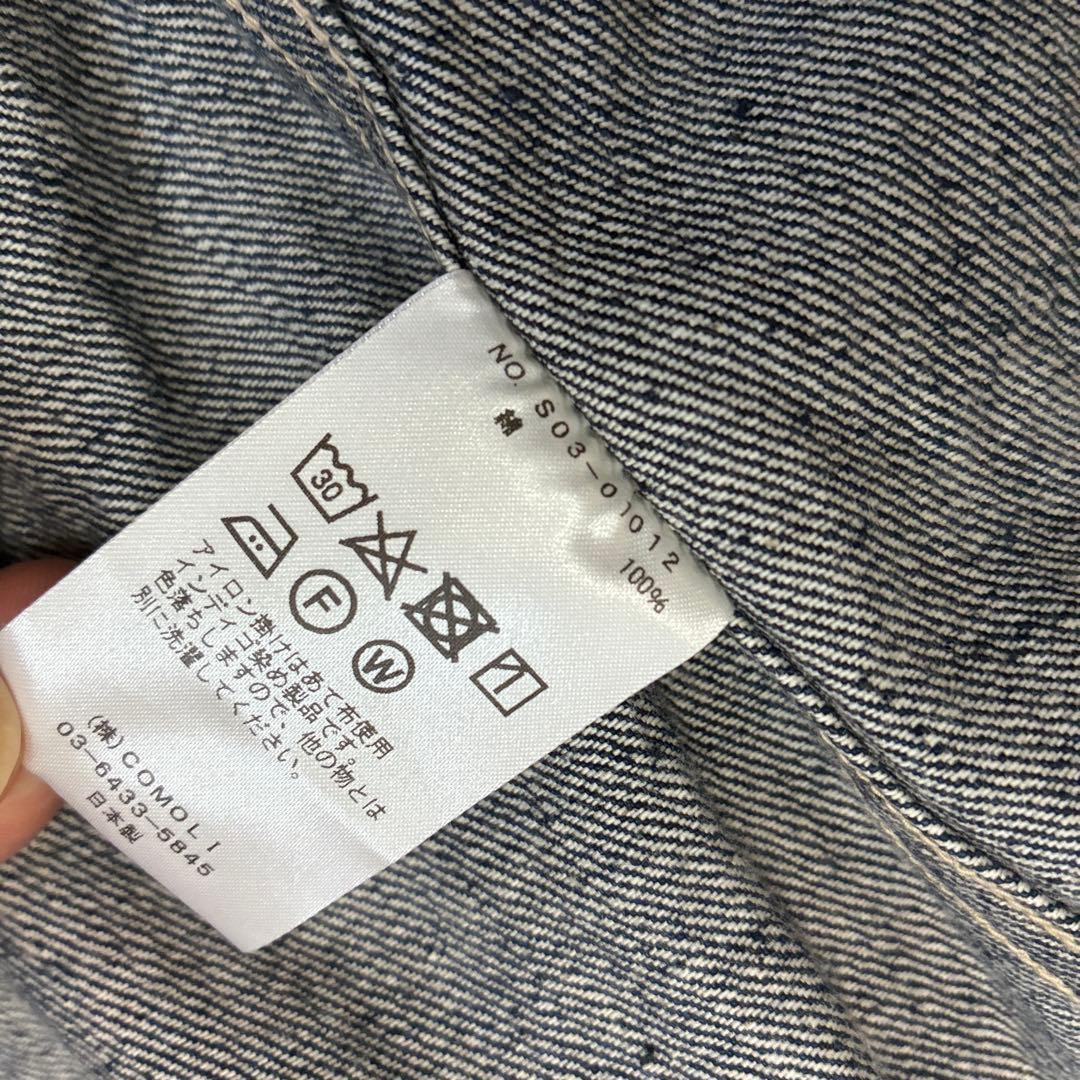 NO. S03-01012
綿 100%
30
F W
アイロン掛けはあて布使用
インディゴ染め製品です。
色落ちしますので、他の物とは
別に洗濯してください。
(株)COMOLI
03-6433-5845
日本製